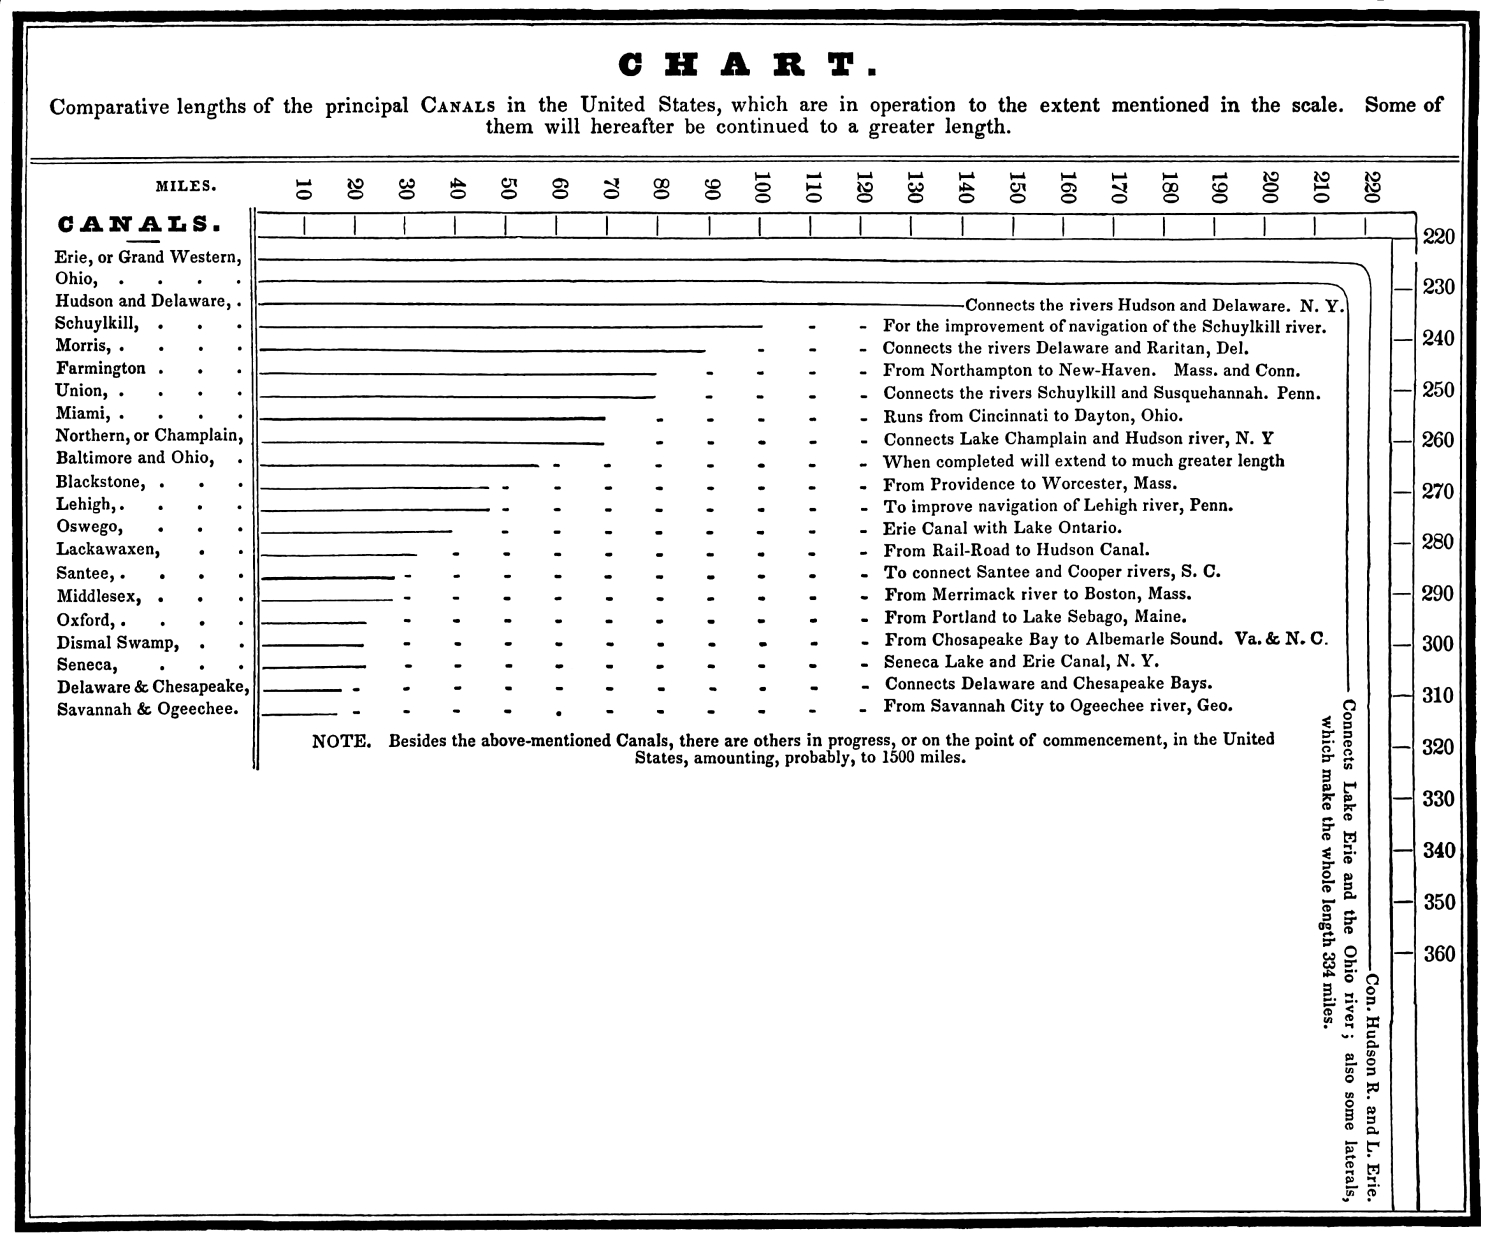 CHART.
Comparative lengths of the principal CANALS in the United States, which are in operation to the extent mentioned in the scale. Some of
them will hereafter be continued to a greater length.
MILES. 10 20 30 40 50 60 70 80 90 100 110 120 130 140 150 160 170 180 190 200 210 220
CANALS.
220
Erie, or Grand Western,
Ohio, . . . .
230
Hudson and Delaware, . Connects the rivers Hudson and Delaware. N. Y.
Schuylkill, . . . For the improvement of navigation of the Schuylkill river.
240
Morris, . . . . Connects the rivers Delaware and Raritan, Del.
Farmington . . . From Northampton to New-Haven. Mass. and Conn.
Union, . . . . Connects the rivers Schuylkill and Susquehannah. Penn.
250
Miami, . . . . Runs from Cincinnati to Dayton, Ohio.
Northern, or Champlain, Connects Lake Champlain and Hudson river, N. Y
260
Baltimore and Ohio, . When completed will extend to much greater length
Blackstone, . . . From Providence to Worcester, Mass.
270
Lehigh, . . . . To improve navigation of Lehigh river, Penn.
Oswego, . . . Erie Canal with Lake Ontario.
280
Lackawaxen, . . From Rail-Road to Hudson Canal.
Santee, . . . . To connect Santee and Cooper rivers, S. C.
Middlesex, . . . From Merrimack river to Boston, Mass.
290
Oxford, . . . . From Portland to Lake Sebago, Maine.
Dismal Swamp, . . From Chosapeake Bay to Albemarle Sound. Va. & N. C.
300
Seneca, . . . Seneca Lake and Erie Canal, N. Y.
Delaware & Chesapeake, Connects Delaware and Chesapeake Bays.
310
Savannah & Ogeechee. From Savannah City to Ogeechee river, Geo.
NOTE. Besides the above-mentioned Canals, there are others in progress, or on the point of commencement, in the United
States, amounting, probably, to 1500 miles.
320
330
340
350
360
Con. Hudson R. and L. Erie.
Connects Lake Erie and the Ohio river; also some laterals,
which make the whole length 334 miles.